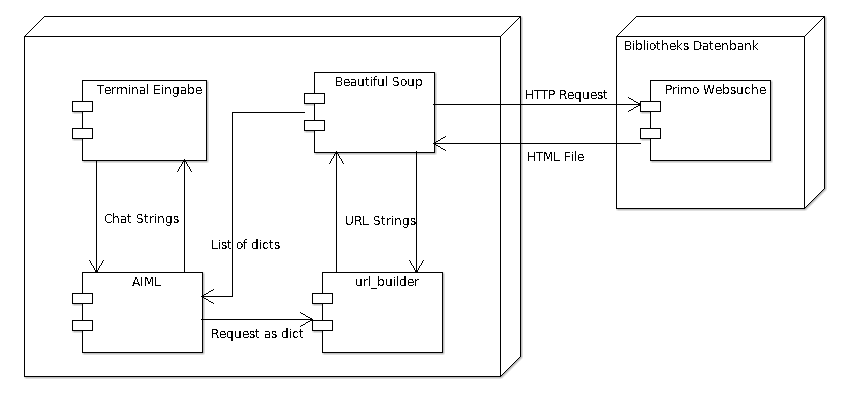 Bibliotheks Datenbank
Terminal Eingabe
Beautiful Soup
Primo Websuche
HTTP Request
HTML File
Chat Strings
URL Strings
List of dicts
AIML
url_builder
Request as dict